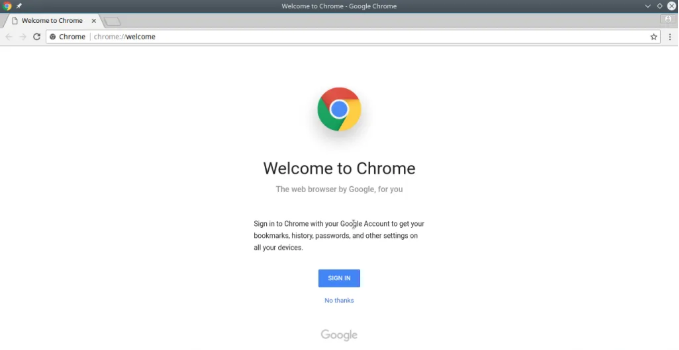 Welcome to Chrome - Google Chrome
Welcome to Chrome
Chrome | chrome://welcome
Welcome to Chrome
The web browser by Google, for you
Sign in to Chrome with your Google Account to get your
bookmarks, history, passwords, and other settings on
all your devices.
SIGN IN
No thanks
Google